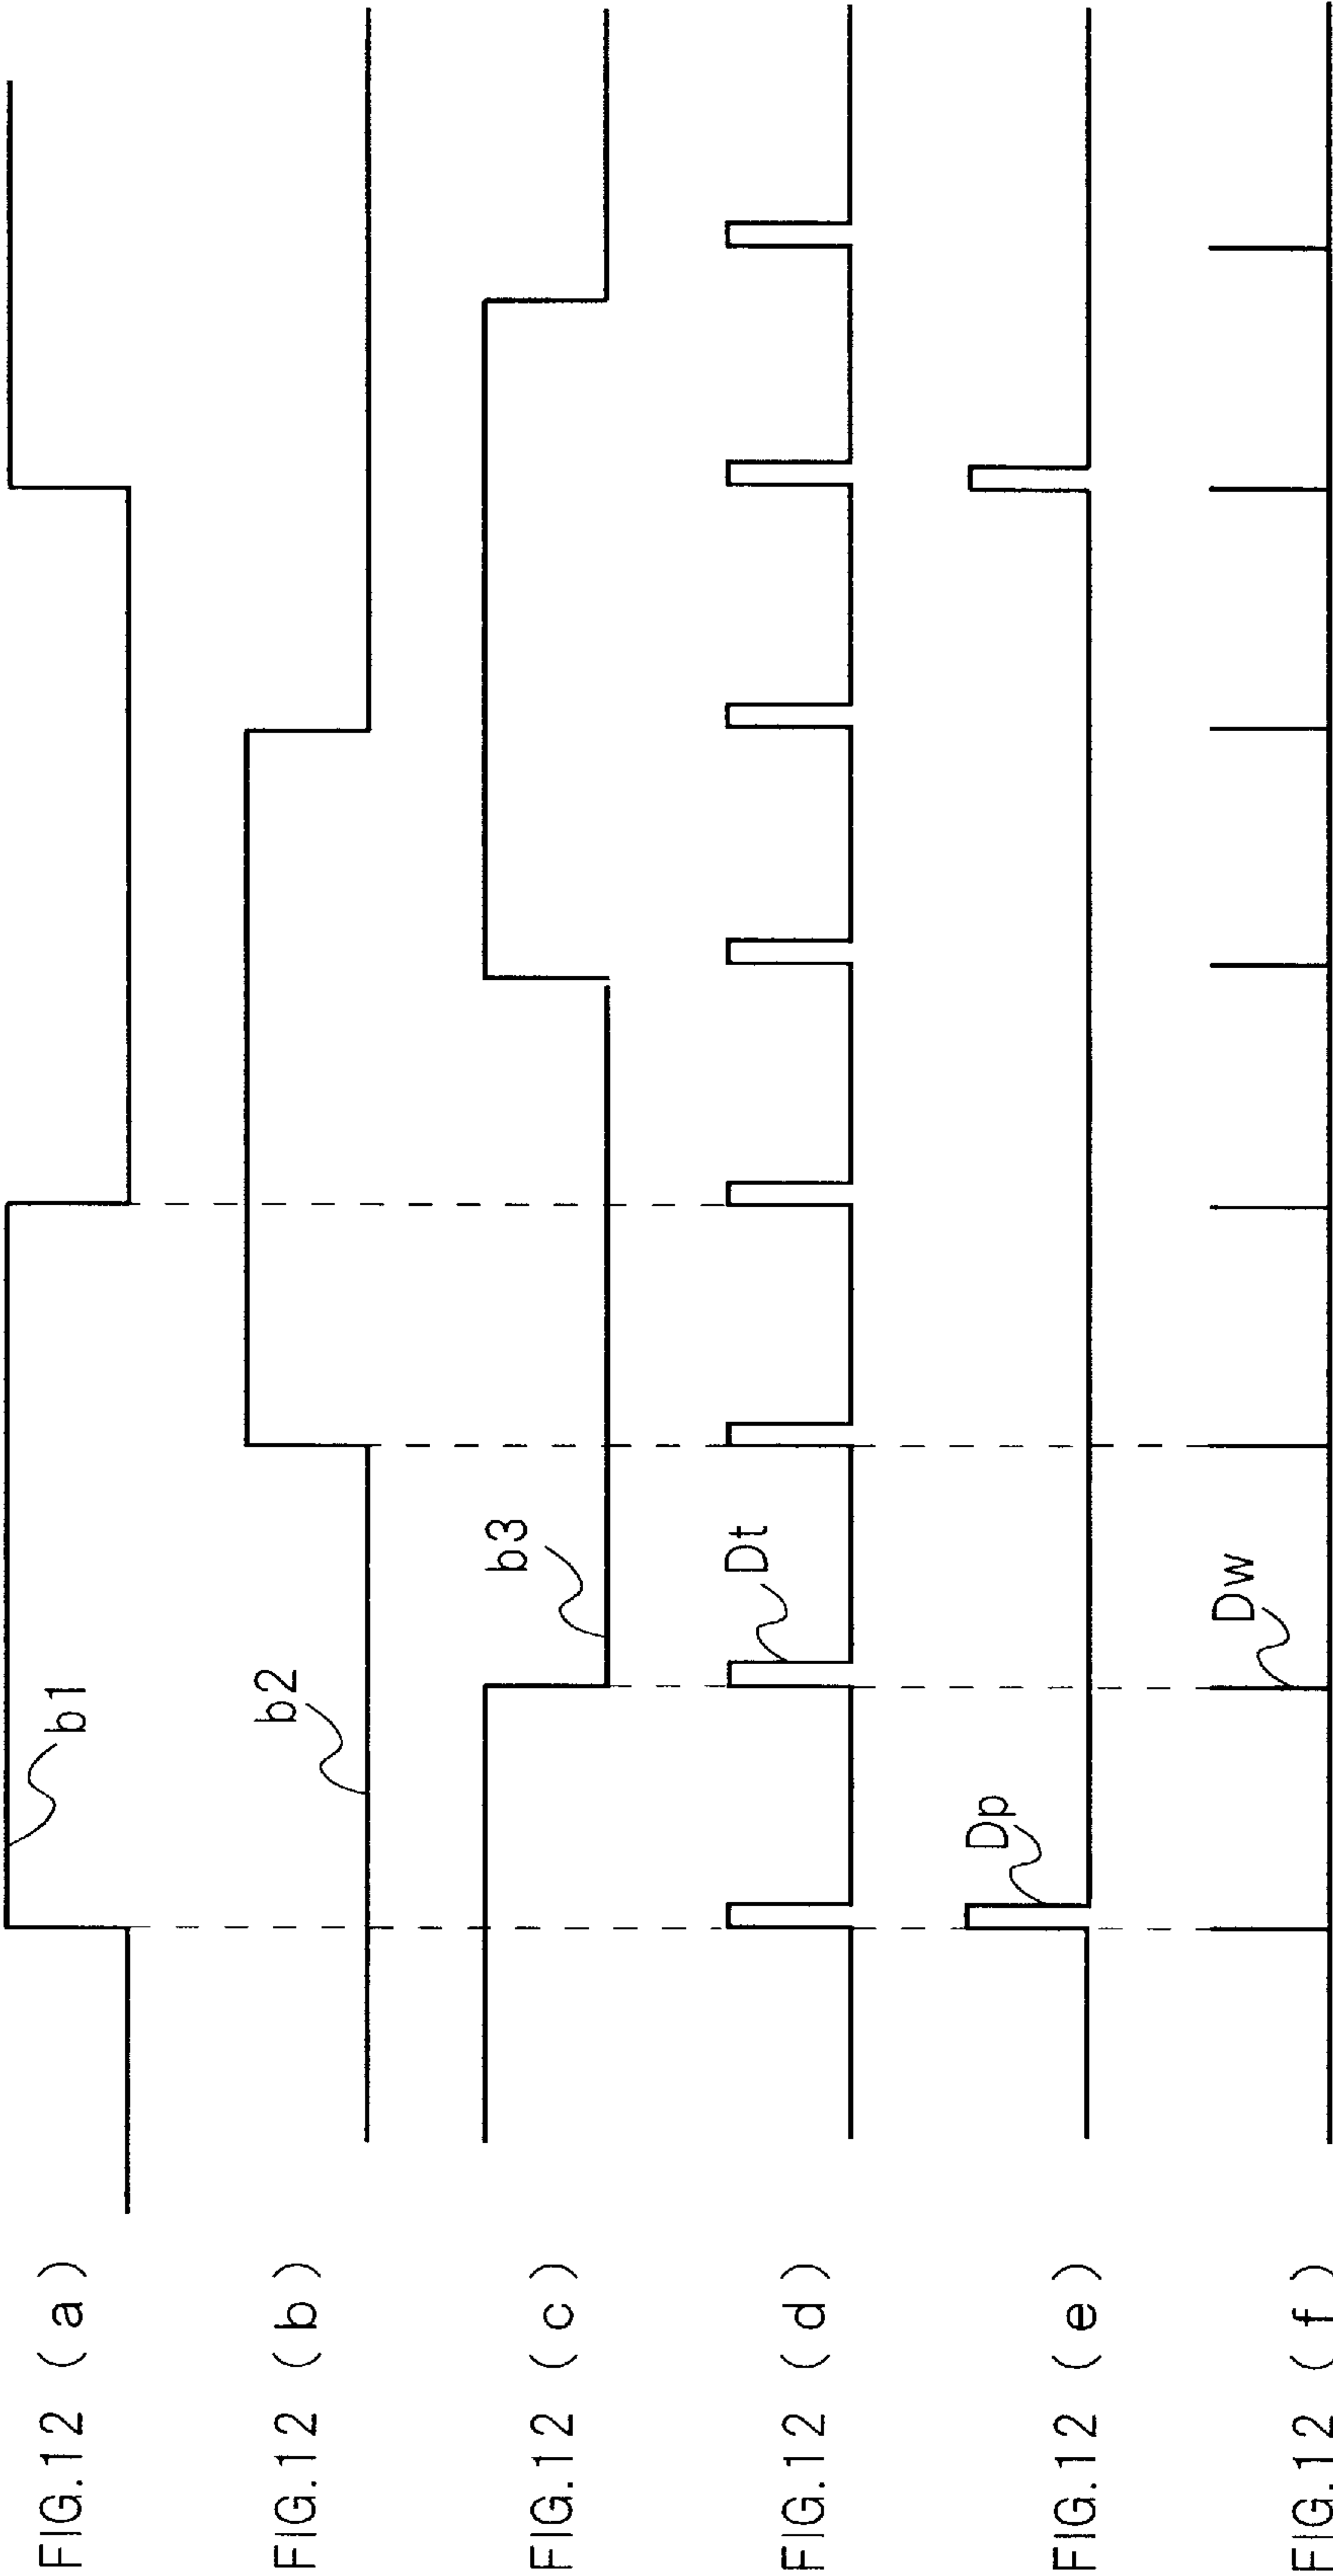 FIG.12 (a)
b1
FIG.12 (b)
b2
FIG.12 (c)
b3
FIG.12 (d)
Dt
FIG.12 (e)
Dp
FIG.12 (f)
Dw